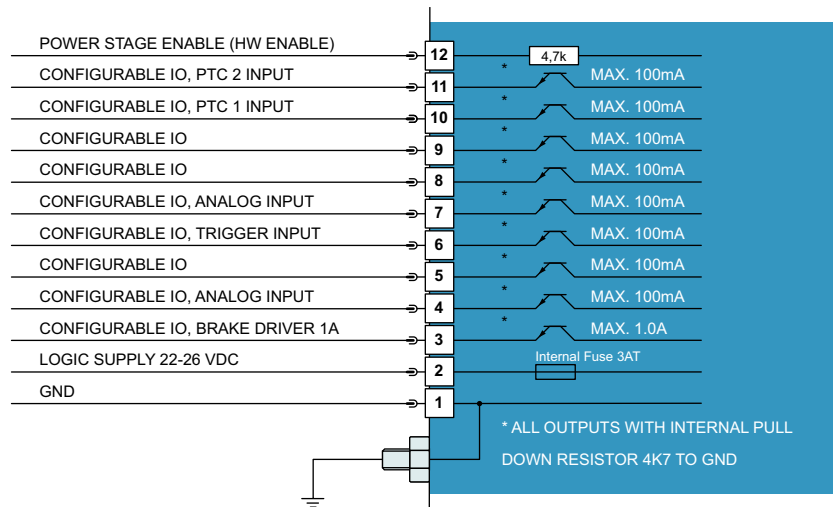 POWER STAGE ENABLE (HW ENABLE) 12 4,7k
CONFIGURABLE IO, PTC 2 INPUT 11 * MAX. 100mA
CONFIGURABLE IO, PTC 1 INPUT 10 * MAX. 100mA
CONFIGURABLE IO 9 * MAX. 100mA
CONFIGURABLE IO 8 * MAX. 100mA
CONFIGURABLE IO, ANALOG INPUT 7 * MAX. 100mA
CONFIGURABLE IO, TRIGGER INPUT 6 * MAX. 100mA
CONFIGURABLE IO 5 * MAX. 100mA
CONFIGURABLE IO, ANALOG INPUT 4 * MAX. 100mA
CONFIGURABLE IO, BRAKE DRIVER 1A 3 * MAX. 1.0A
LOGIC SUPPLY 22-26 VDC 2 Internal Fuse 3AT
GND 1
* ALL OUTPUTS WITH INTERNAL PULL
DOWN RESISTOR 4K7 TO GND